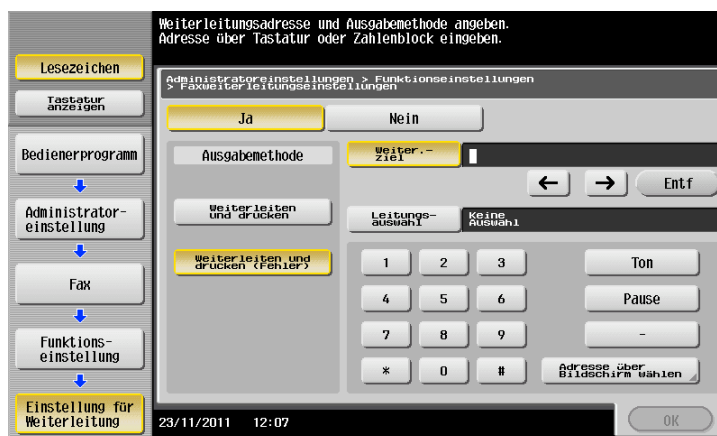 Weiterleitungsadresse und Ausgabemethode angeben.
Adresse über Tastatur oder Zahlenblock eingeben.
Lesezeichen
Tastatur
anzeigen
Bedienerprogramm
Administrator-
einstellung
Fax
Funktions-
einstellung
Einstellung für
Weiterleitung
Administratoreinstellungen > Funktionseinstellungen
> Faxweiterleitungseinstellungen
Ja
Nein
Ausgabemethode
Weiterleiten
und drucken
Weiterleiten und
drucken (Fehler)
Weiter.-
ziel
← → Entf
Leitungs-
auswahl
Keine
Auswahl
1 2 3 Ton
4 5 6 Pause
7 8 9 -
* 0 #
Adresse über
Bildschirm wählen
23/11/2011 12:07
OK